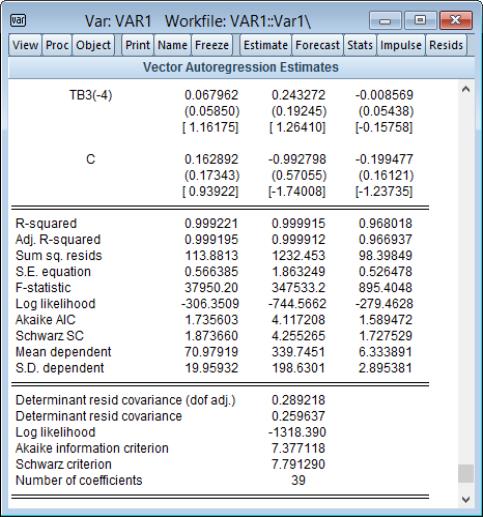 var Var: VAR1 Workfile: VAR1::Var1\
View Proc Object Print Name Freeze Estimate Forecast Stats Impulse Resids
Vector Autoregression Estimates
TB3(-4) 0.067962 0.243272 -0.008569
(0.05850) (0.19245) (0.05438)
[ 1.16175] [ 1.26410] [-0.15758]
C 0.162892 -0.992798 -0.199477
(0.17343) (0.57055) (0.16121)
[ 0.93922] [-1.74008] [-1.23735]
R-squared 0.999221 0.999915 0.968018
Adj. R-squared 0.999195 0.999912 0.966937
Sum sq. resids 113.8813 1232.453 98.39849
S.E. equation 0.566385 1.863249 0.526478
F-statistic 37950.20 347533.2 895.4048
Log likelihood -306.3509 -744.5662 -279.4628
Akaike AIC 1.735603 4.117208 1.589472
Schwarz SC 1.873660 4.255265 1.727529
Mean dependent 70.97919 339.7451 6.333891
S.D. dependent 19.95932 198.6301 2.895381
Determinant resid covariance (dof adj.) 0.289218
Determinant resid covariance 0.259637
Log likelihood -1318.390
Akaike information criterion 7.377118
Schwarz criterion 7.791290
Number of coefficients 39